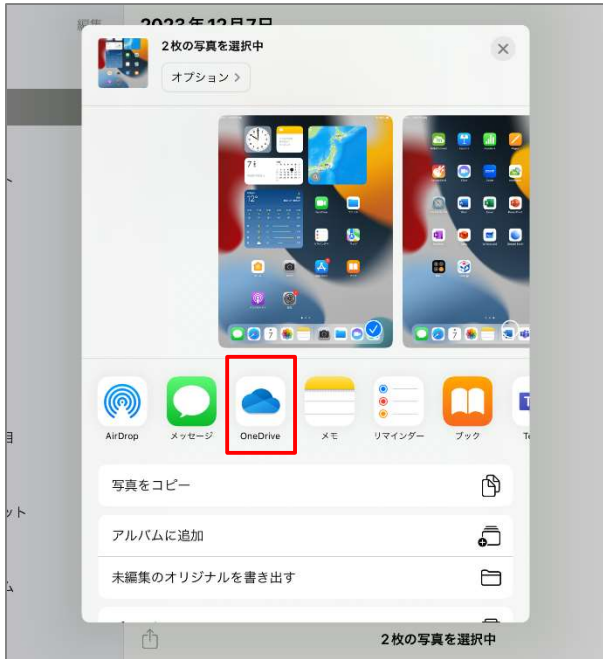 編集
2023年12月7日
2枚の写真を選択中
オプション
AirDrop
メッセージ
OneDrive
メモ
リマインダー
ブック
写真をコピー
アルバムに追加
未編集のオリジナルを書き出す
2枚の写真を選択中